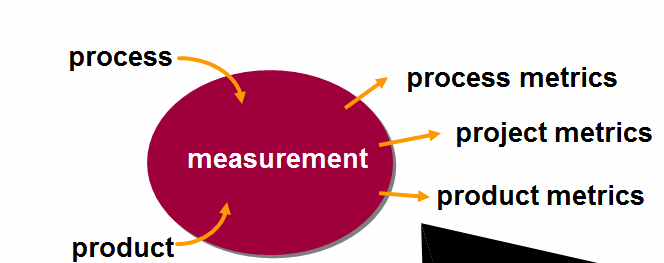 process
process metrics
project metrics
measurement
product metrics
product